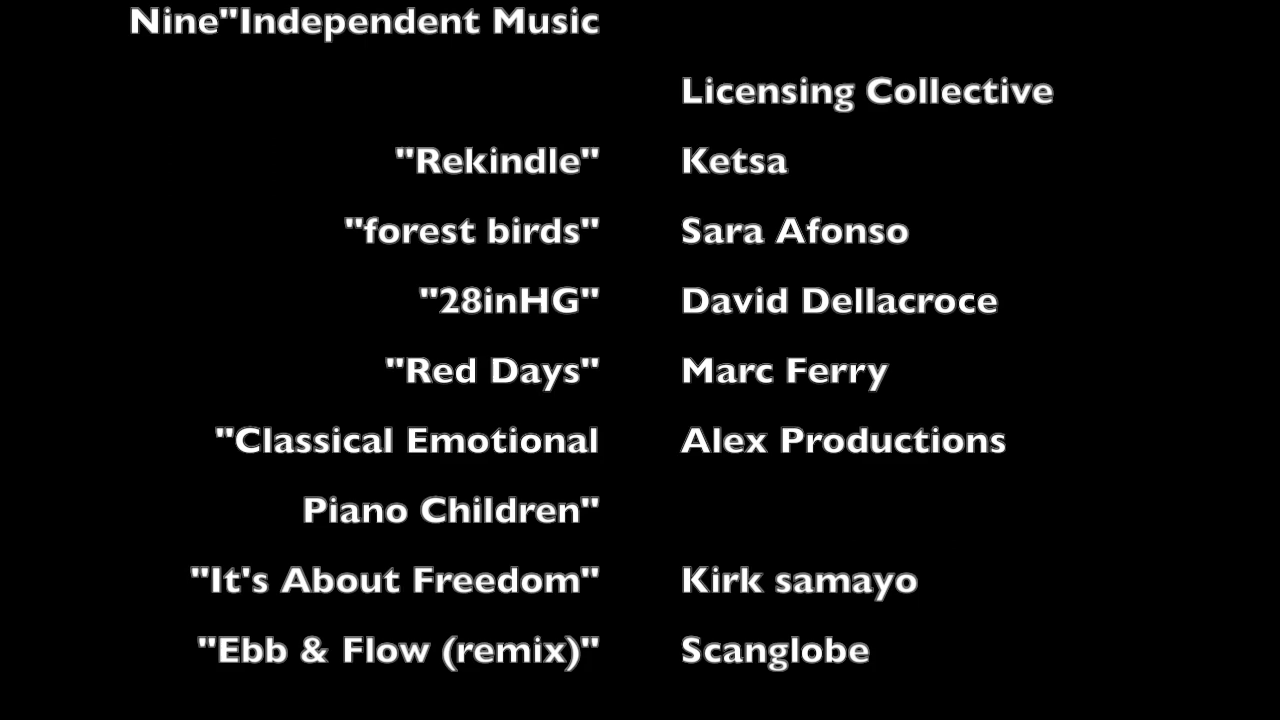 Nine"Independent Music
Licensing Collective
"Rekindle" Ketsa
"forest birds" Sara Afonso
"28inHG" David Dellacroce
"Red Days" Marc Ferry
"Classical Emotional Alex Productions
Piano Children"
"It's About Freedom" Kirk samayo
"Ebb & Flow (remix)" Scanglobe